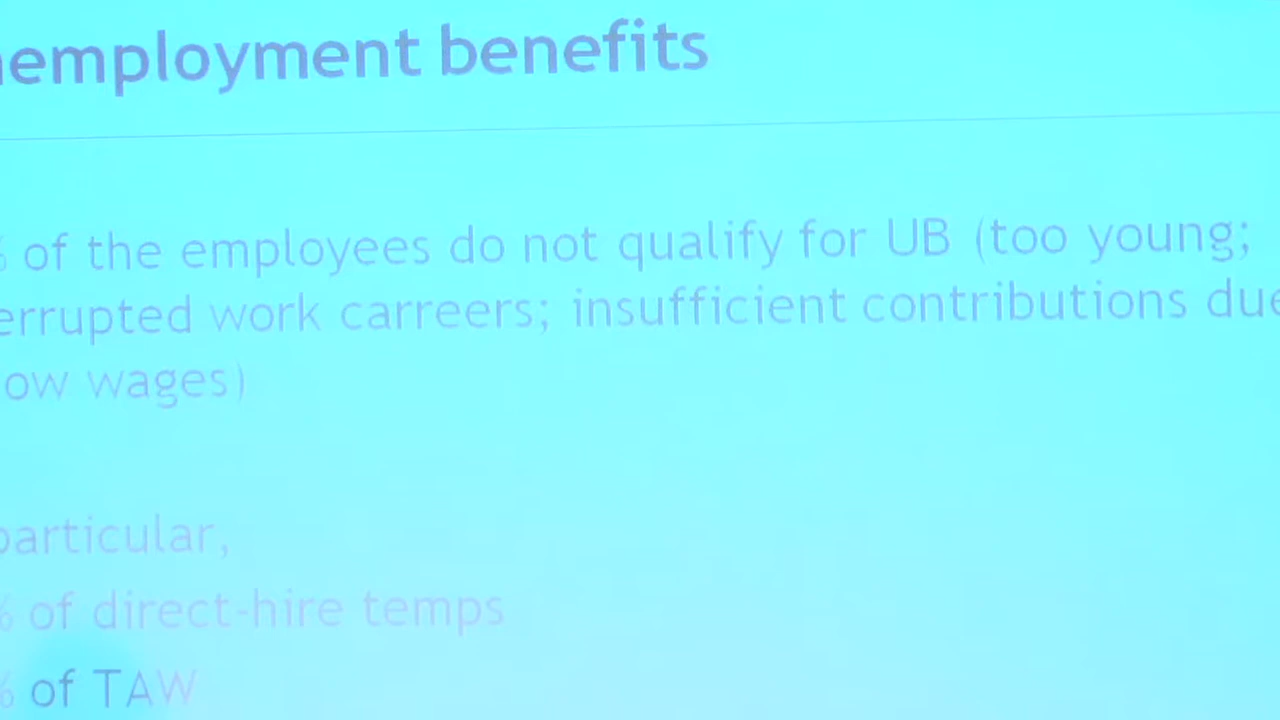 nemployment benefits
% of the employees do not qualify for UB (too young;
errupted work carreers; insufficient contributions due
ow wages)
particular,
% of direct-hire temps
% of TAW